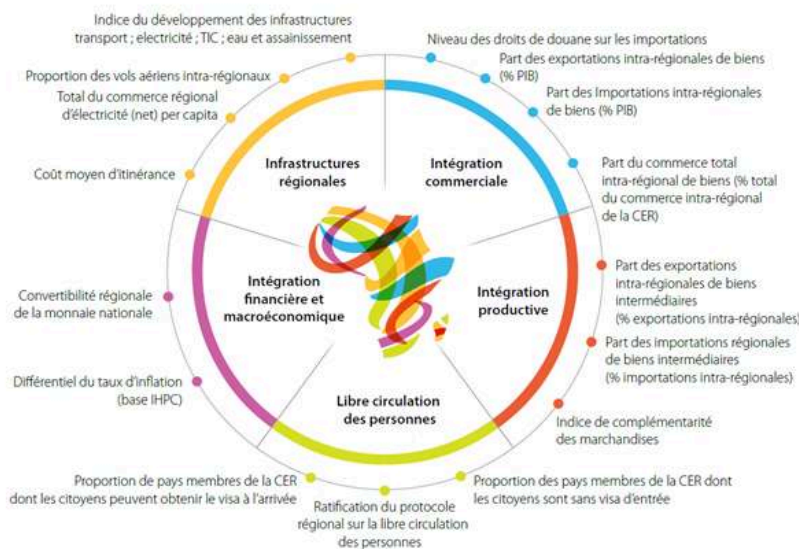 Indice du développement des infrastructures
transport ; electricité ; TIC ; eau et assainissement
Proportion des vols aériens intra-régionaux
Total du commerce régional
d'électricité (net) per capita
Coût moyen d'itinérance
Niveau des droits de douane sur les importations
Part des exportations intra-régionales de biens
(% PIB)
Part des Importations intra-régionales
de biens (% PIB)
Part du commerce total
intra-régional de biens (% total
du commerce intra-régional
de la CER)
Infrastructures
régionales
Intégration
commerciale
Intégration
financière et
macroéconomique
Intégration
productive
Libre circulation
des personnes
Convertibilité régionale
de la monnaie nationale
Différentiel du taux d'inflation
(base IHPC)
Part des exportations
intra-régionales de biens
intermédiaires
(% exportations intra-régionales)
Part des importations régionales
de biens intermédiaires
(% importations intra-régionales)
Indice de complémentarité
des marchandises
Proportion de pays membres de la CER
dont les citoyens peuvent obtenir le visa à l'arrivée
Ratification du protocole
régional sur la libre circulation
des personnes
Proportion des pays membres de la CER dont
les citoyens sont sans visa d'entrée